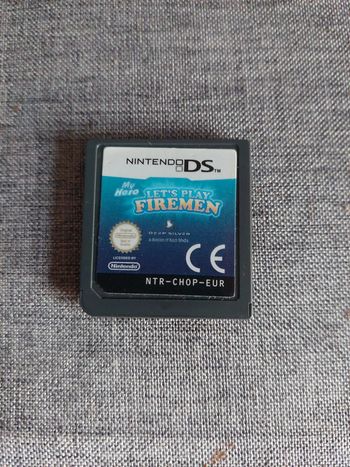 NINTENDO DS™
My Hero
LET'S PLAY
FIREMEN
DEEP SILVER
a division of Koch Media
LICENSED BY
Nintendo
CE
NTR-CHOP-EUR